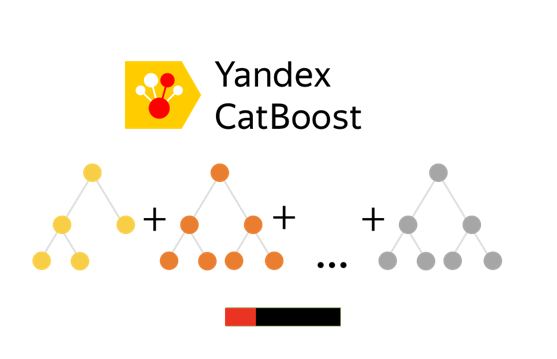 Yandex
CatBoost
+ + ... +